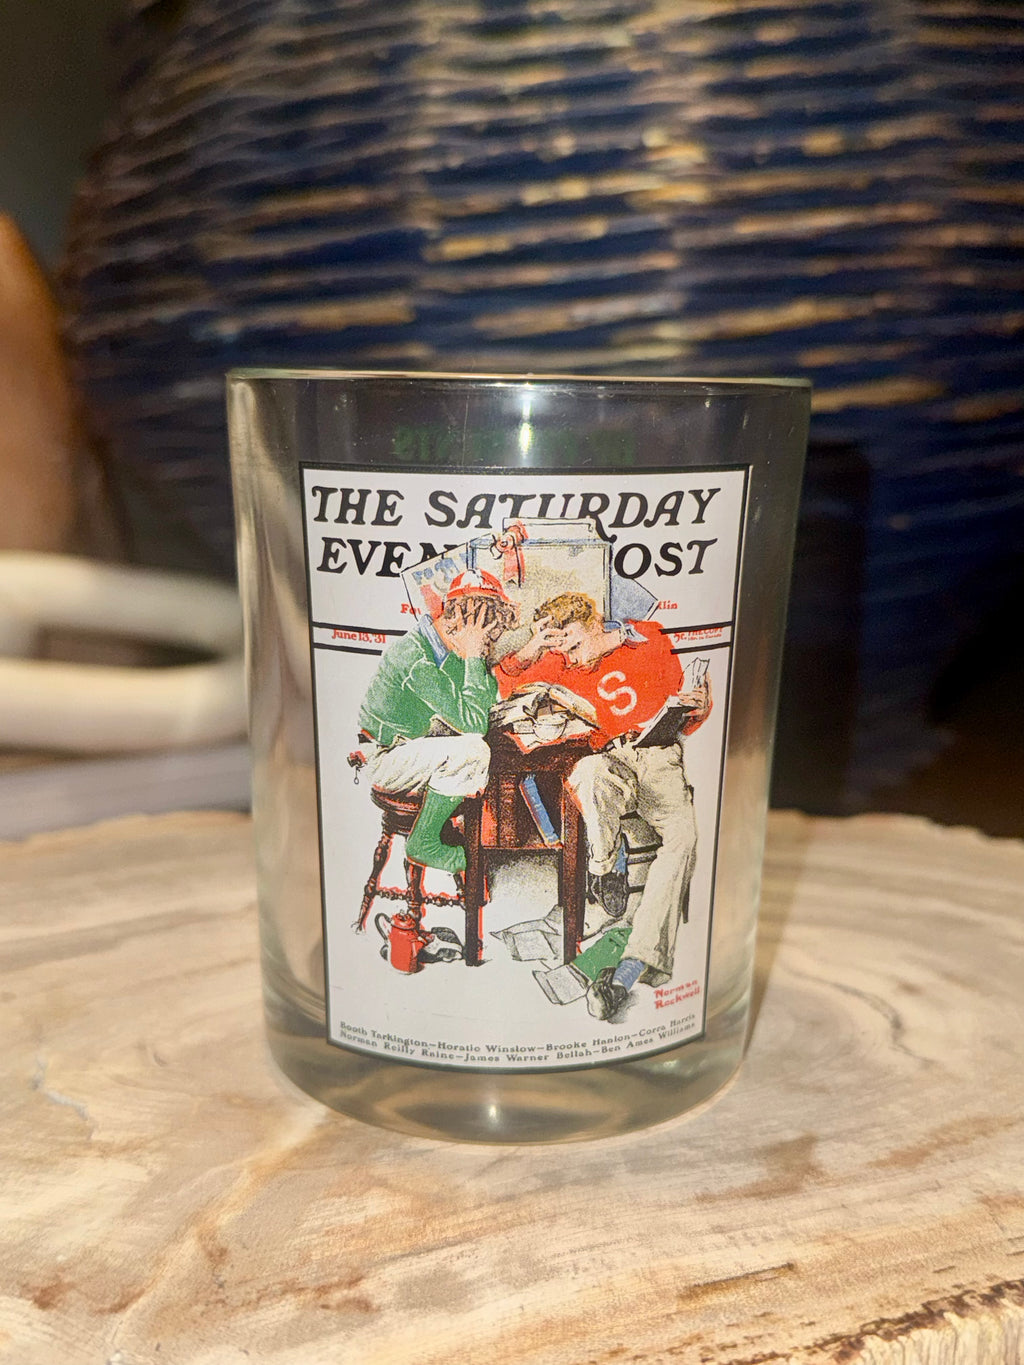 THE SATURDAY
EVEN OST
June 13, '31
S
Norman
Rockwell
Booth Tarkington—Horatio Winslow—Brooke Hanlon—Corra Harris
Norman Reilly Raine—James Warner Bellah—Ben Ames Williams